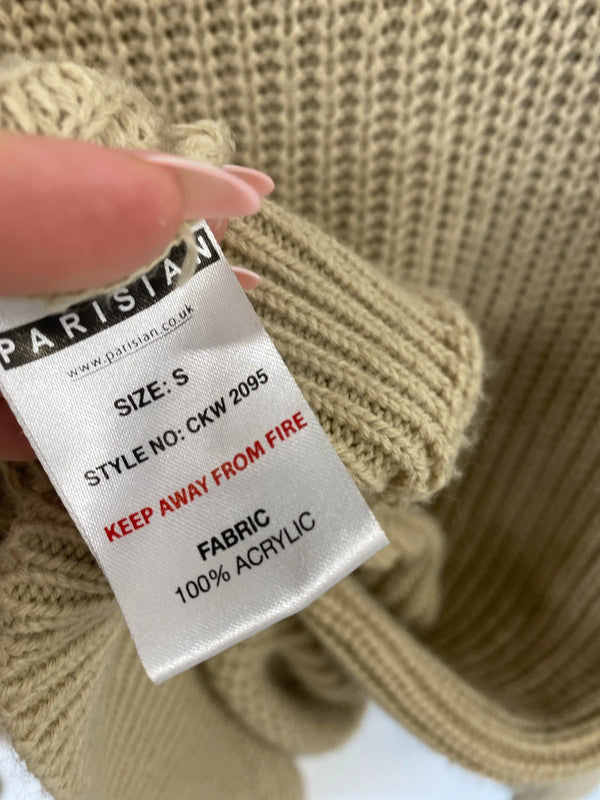 PARISIAN
www.parisian.co.uk
SIZE: S
STYLE NO: CKW 2095
KEEP AWAY FROM FIRE
FABRIC
100% ACRYLIC